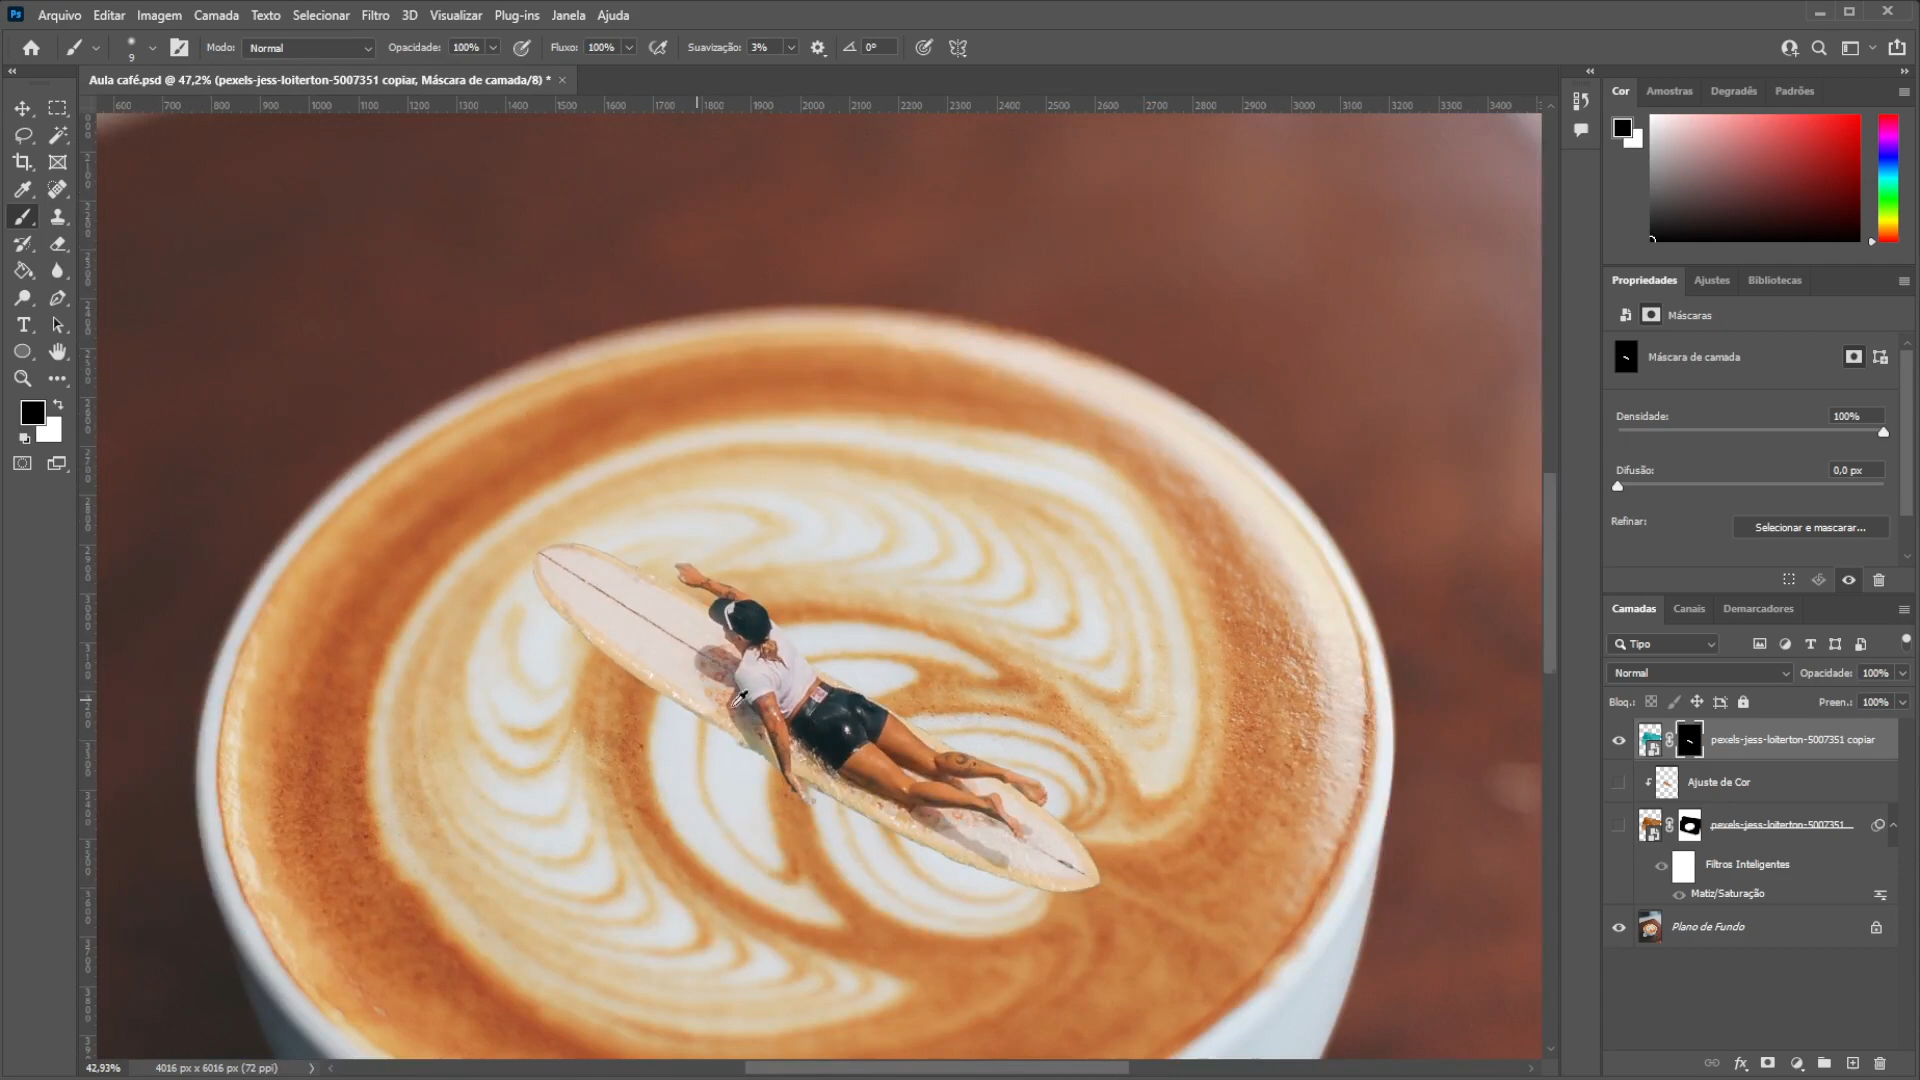 Ps Arquivo Editar Imagem Camada Texto Selecionar Filtro 3D Visualizar Plug-ins Janela Ajuda
9 Modo: Normal Opacidade: 100% Fluxo: 100% Suavização: 3% 0°
Aula café.psd @ 47,2% (pexels-jess-loiterton-5007351 copiar, Máscara de camada/8) *
600 700 800 900 1000 1100 1200 1300 1400 1500 1600 1700 1800 1900 2000 2100 2200 2300 2400 2500 2600 2700 2800 2900 3000 3100 3200 3300 3400
Cor Amostras Degradês Padrões
Propriedades Ajustes Bibliotecas
Máscaras
Máscara de camada
Densidade: 100%
Difusão: 0,0 px
Refinar: Selecionar e mascarar...
Camadas Canais Demarcadores
Tipo
Normal Opacidade: 100%
Bloq.: Preen.: 100%
pexels-jess-loiterton-5007351 copiar
Ajuste de Cor
pexels-jess-loiterton-5007351
Filtros Inteligentes
Matiz/Saturação
Plano de Fundo
42,93% 4016 px x 6016 px (72 ppi)